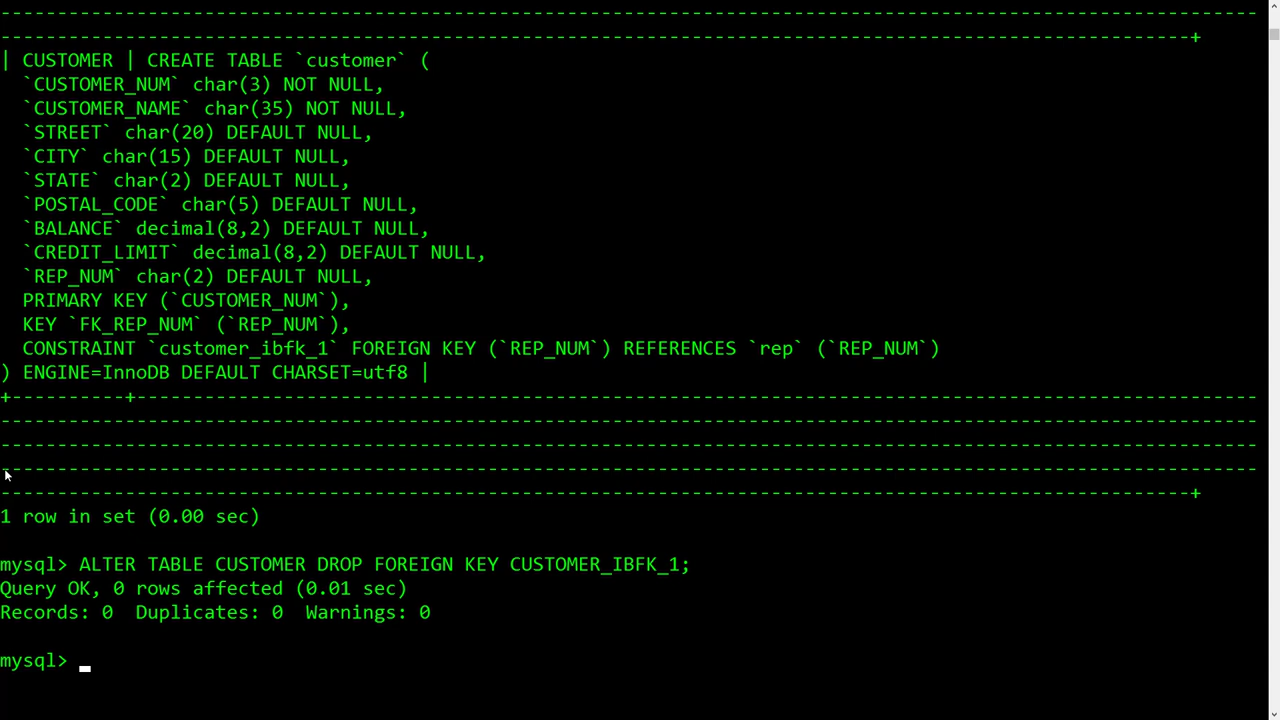 | CUSTOMER | CREATE TABLE `customer` (
  `CUSTOMER_NUM` char(3) NOT NULL,
  `CUSTOMER_NAME` char(35) NOT NULL,
  `STREET` char(20) DEFAULT NULL,
  `CITY` char(15) DEFAULT NULL,
  `STATE` char(2) DEFAULT NULL,
  `POSTAL_CODE` char(5) DEFAULT NULL,
  `BALANCE` decimal(8,2) DEFAULT NULL,
  `CREDIT_LIMIT` decimal(8,2) DEFAULT NULL,
  `REP_NUM` char(2) DEFAULT NULL,
  PRIMARY KEY (`CUSTOMER_NUM`),
  KEY `FK_REP_NUM` (`REP_NUM`),
  CONSTRAINT `customer_ibfk_1` FOREIGN KEY (`REP_NUM`) REFERENCES `rep` (`REP_NUM`)
) ENGINE=InnoDB DEFAULT CHARSET=utf8 |
1 row in set (0.00 sec)
mysql> ALTER TABLE CUSTOMER DROP FOREIGN KEY CUSTOMER_IBFK_1;
Query OK, 0 rows affected (0.01 sec)
Records: 0  Duplicates: 0  Warnings: 0
mysql>